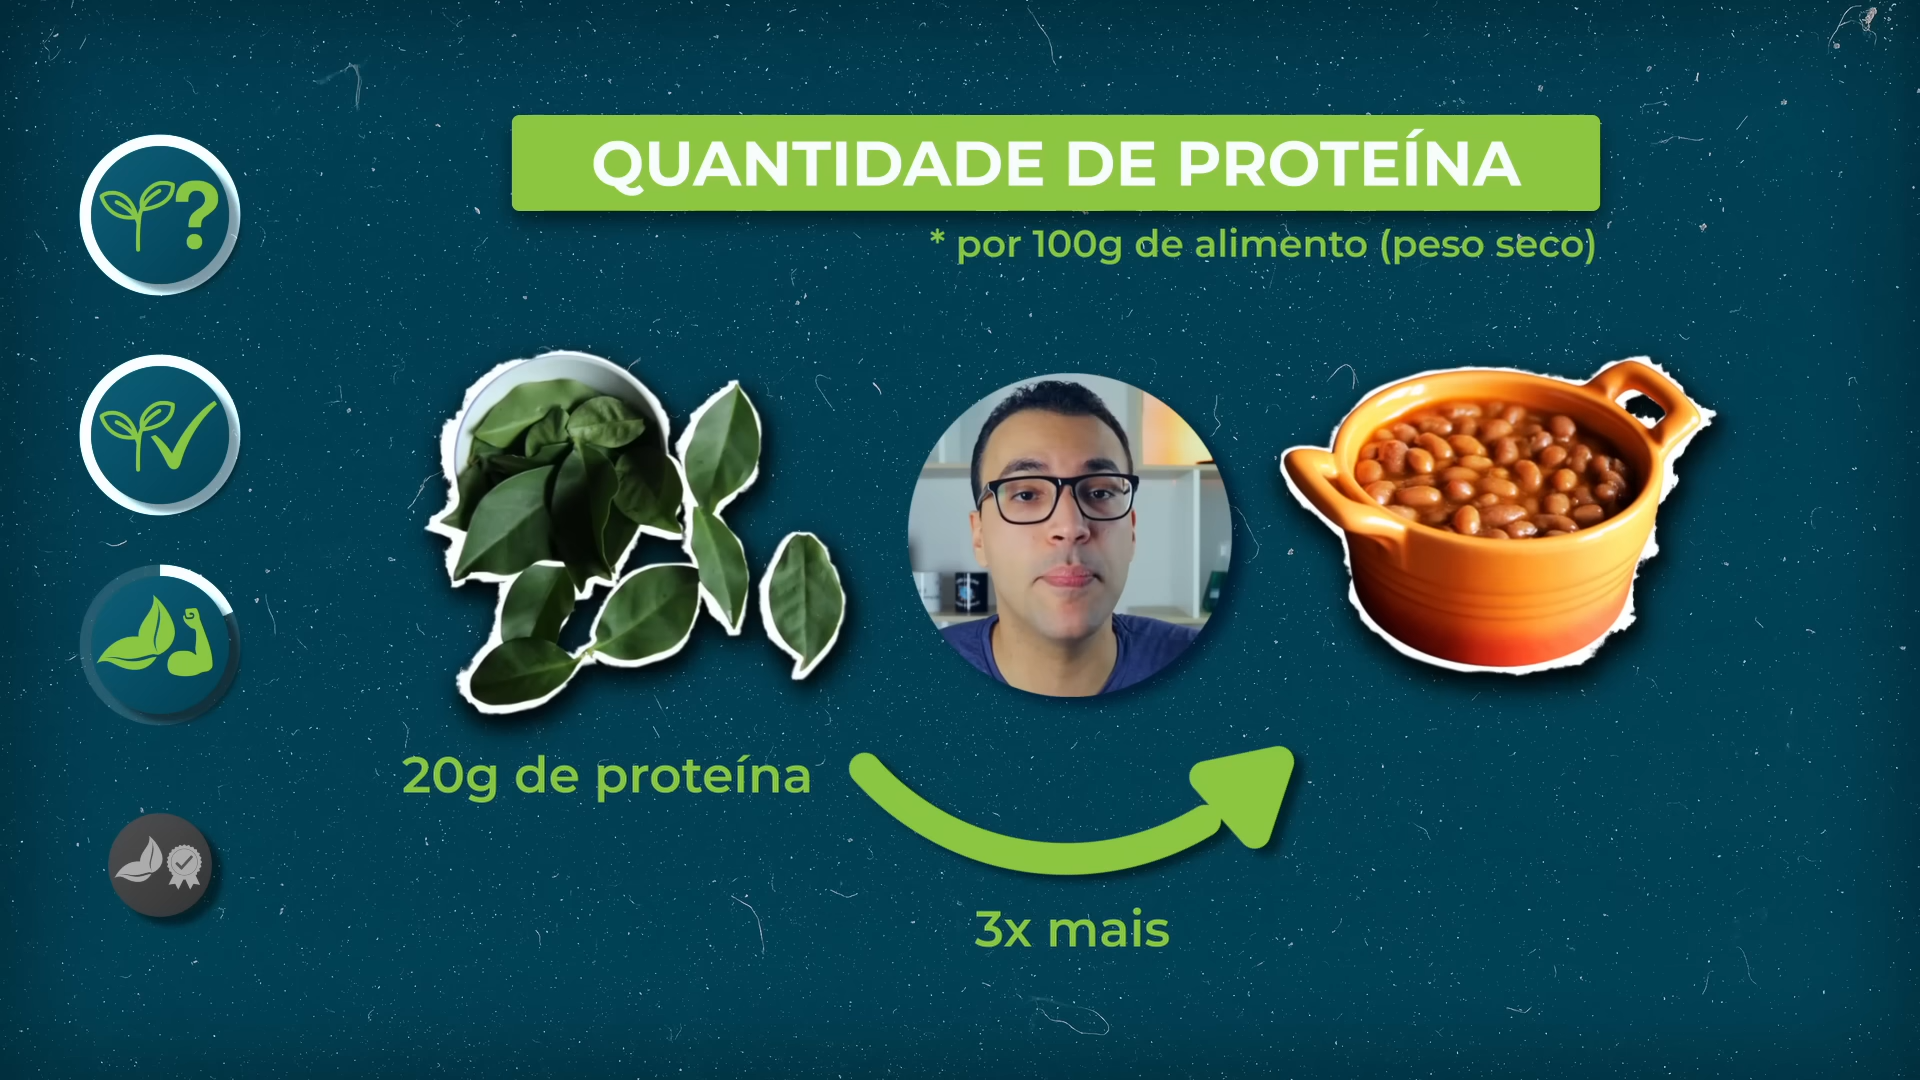 QUANTIDADE DE PROTEÍNA
* por 100g de alimento (peso seco)
20g de proteína
3x mais